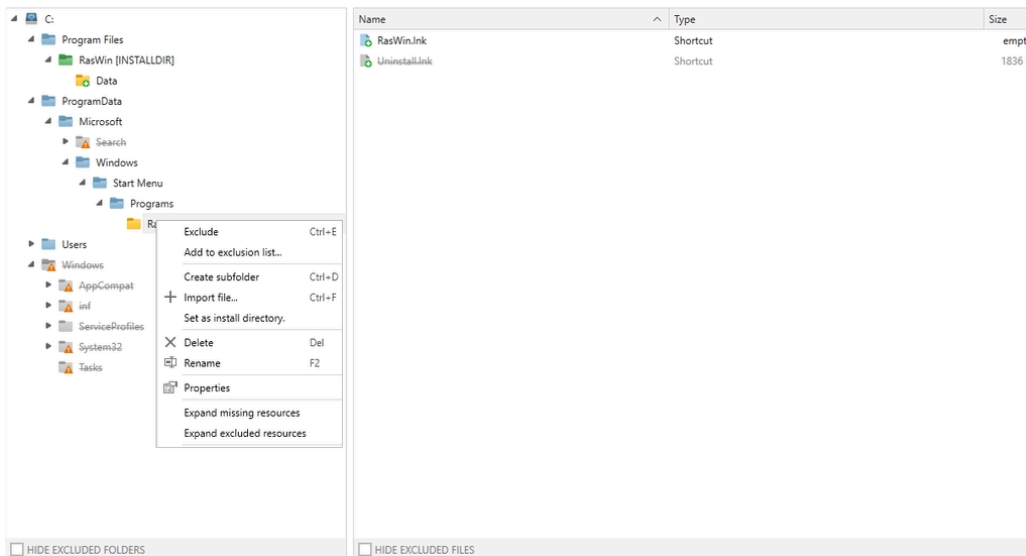 C:
Program Files
RasWin [INSTALLDIR]
Data
ProgramData
Microsoft
Search
Windows
Start Menu
Programs
Ra
Users
Windows
AppCompat
inf
ServiceProfiles
System32
Tasks
Exclude Ctrl+E
Add to exclusion list...
Create subfolder Ctrl+D
Import file... Ctrl+F
Set as install directory.
Delete Del
Rename F2
Properties
Expand missing resources
Expand excluded resources
HIDE EXCLUDED FOLDERS
Name Type Size
RasWin.lnk Shortcut empt
Uninstall.lnk Shortcut 1836
HIDE EXCLUDED FILES